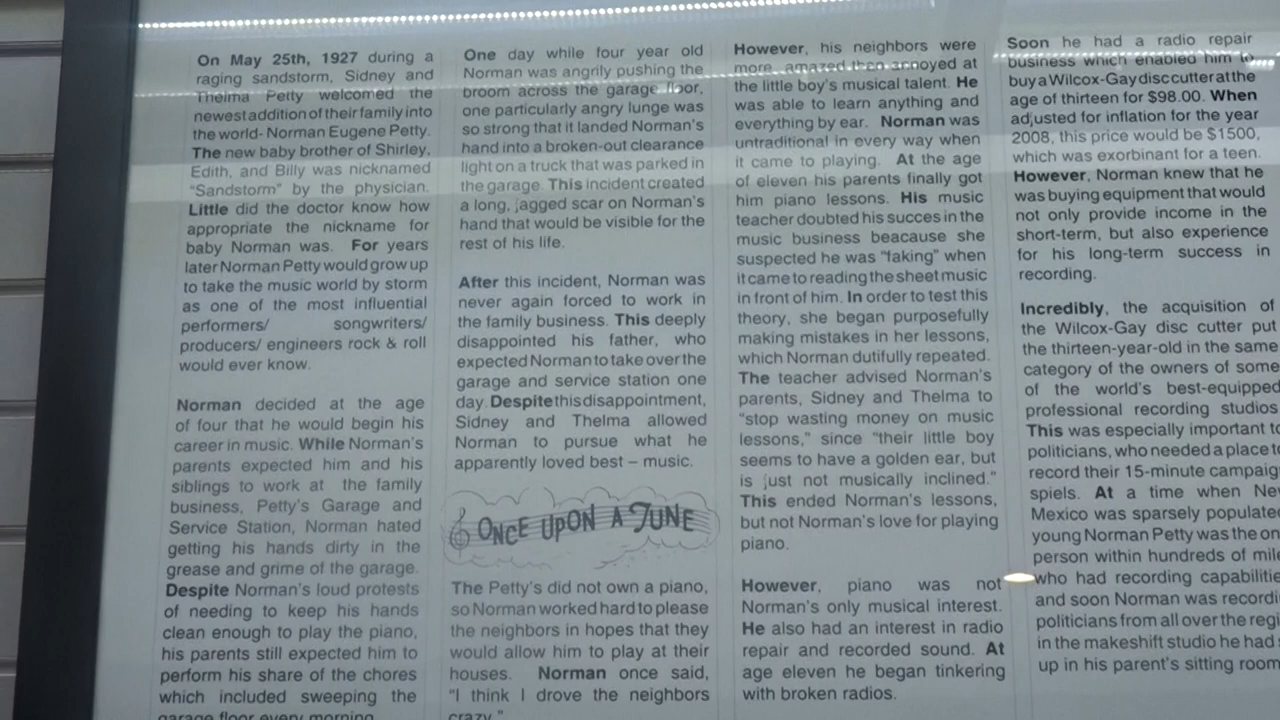 On May 25th, 1927 during a
raging sandstorm, Sidney and
Thelma Petty welcomed the
newest addition of their family into
the world- Norman Eugene Petty.
The new baby brother of Shirley,
Edith, and Billy was nicknamed
"Sandstorm" by the physician.
Little did the doctor know how
appropriate the nickname for
baby Norman was. For years
later Norman Petty would grow up
to take the music world by storm
as one of the most influential
performers/ songwriters/
producers/ engineers rock & roll
would ever know.
Norman decided at the age
of four that he would begin his
career in music. While Norman's
parents expected him and his
siblings to work at the family
business, Petty's Garage and
Service Station, Norman hated
getting his hands dirty in the
grease and grime of the garage.
Despite Norman's loud protests
of needing to keep his hands
clean enough to play the piano,
his parents still expected him to
perform his share of the chores
which included sweeping the
garage floor every morning.
One day while four year old
Norman was angrily pushing the
broom across the garage floor,
one particularly angry lunge was
so strong that it landed Norman's
hand into a broken-out clearance
light on a truck that was parked in
the garage. This incident created
a long, jagged scar on Norman's
hand that would be visible for the
rest of his life.
After this incident, Norman was
never again forced to work in
the family business. This deeply
disappointed his father, who
expected Norman to take over the
garage and service station one
day. Despite this disappointment,
Sidney and Thelma allowed
Norman to pursue what he
apparently loved best – music.
ONCE UPON A TUNE
The Petty's did not own a piano,
so Norman worked hard to please
the neighbors in hopes that they
would allow him to play at their
houses. Norman once said,
"I think I drove the neighbors
crazy."
However, his neighbors were
more amazed than annoyed at
the little boy's musical talent. He
was able to learn anything and
everything by ear. Norman was
untraditional in every way when
it came to playing. At the age
of eleven his parents finally got
him piano lessons. His music
teacher doubted his succes in the
music business beacause she
suspected he was "faking" when
it came to reading the sheet music
in front of him. In order to test this
theory, she began purposefully
making mistakes in her lessons,
which Norman dutifully repeated.
The teacher advised Norman's
parents, Sidney and Thelma to
"stop wasting money on music
lessons," since "their little boy
seems to have a golden ear, but
is just not musically inclined."
This ended Norman's lessons,
but not Norman's love for playing
piano.
However, piano was not
Norman's only musical interest.
He also had an interest in radio
repair and recorded sound. At
age eleven he began tinkering
with broken radios.
Soon he had a radio repair
business which enabled him to
buy a Wilcox-Gay disc cutter at the
age of thirteen for $98.00. When
adjusted for inflation for the year
2008, this price would be $1500,
which was exorbinant for a teen.
However, Norman knew that he
was buying equipment that would
not only provide income in the
short-term, but also experience
for his long-term success in
recording.
Incredibly, the acquisition of
the Wilcox-Gay disc cutter put
the thirteen-year-old in the same
category of the owners of some
of the world's best-equipped
professional recording studios.
This was especially important to
politicians, who needed a place to
record their 15-minute campaign
spiels. At a time when New
Mexico was sparsely populated
young Norman Petty was the on
person within hundreds of mile
who had recording capabilitie
and soon Norman was recordi
politicians from all over the regi
in the makeshift studio he had
up in his parent's sitting room